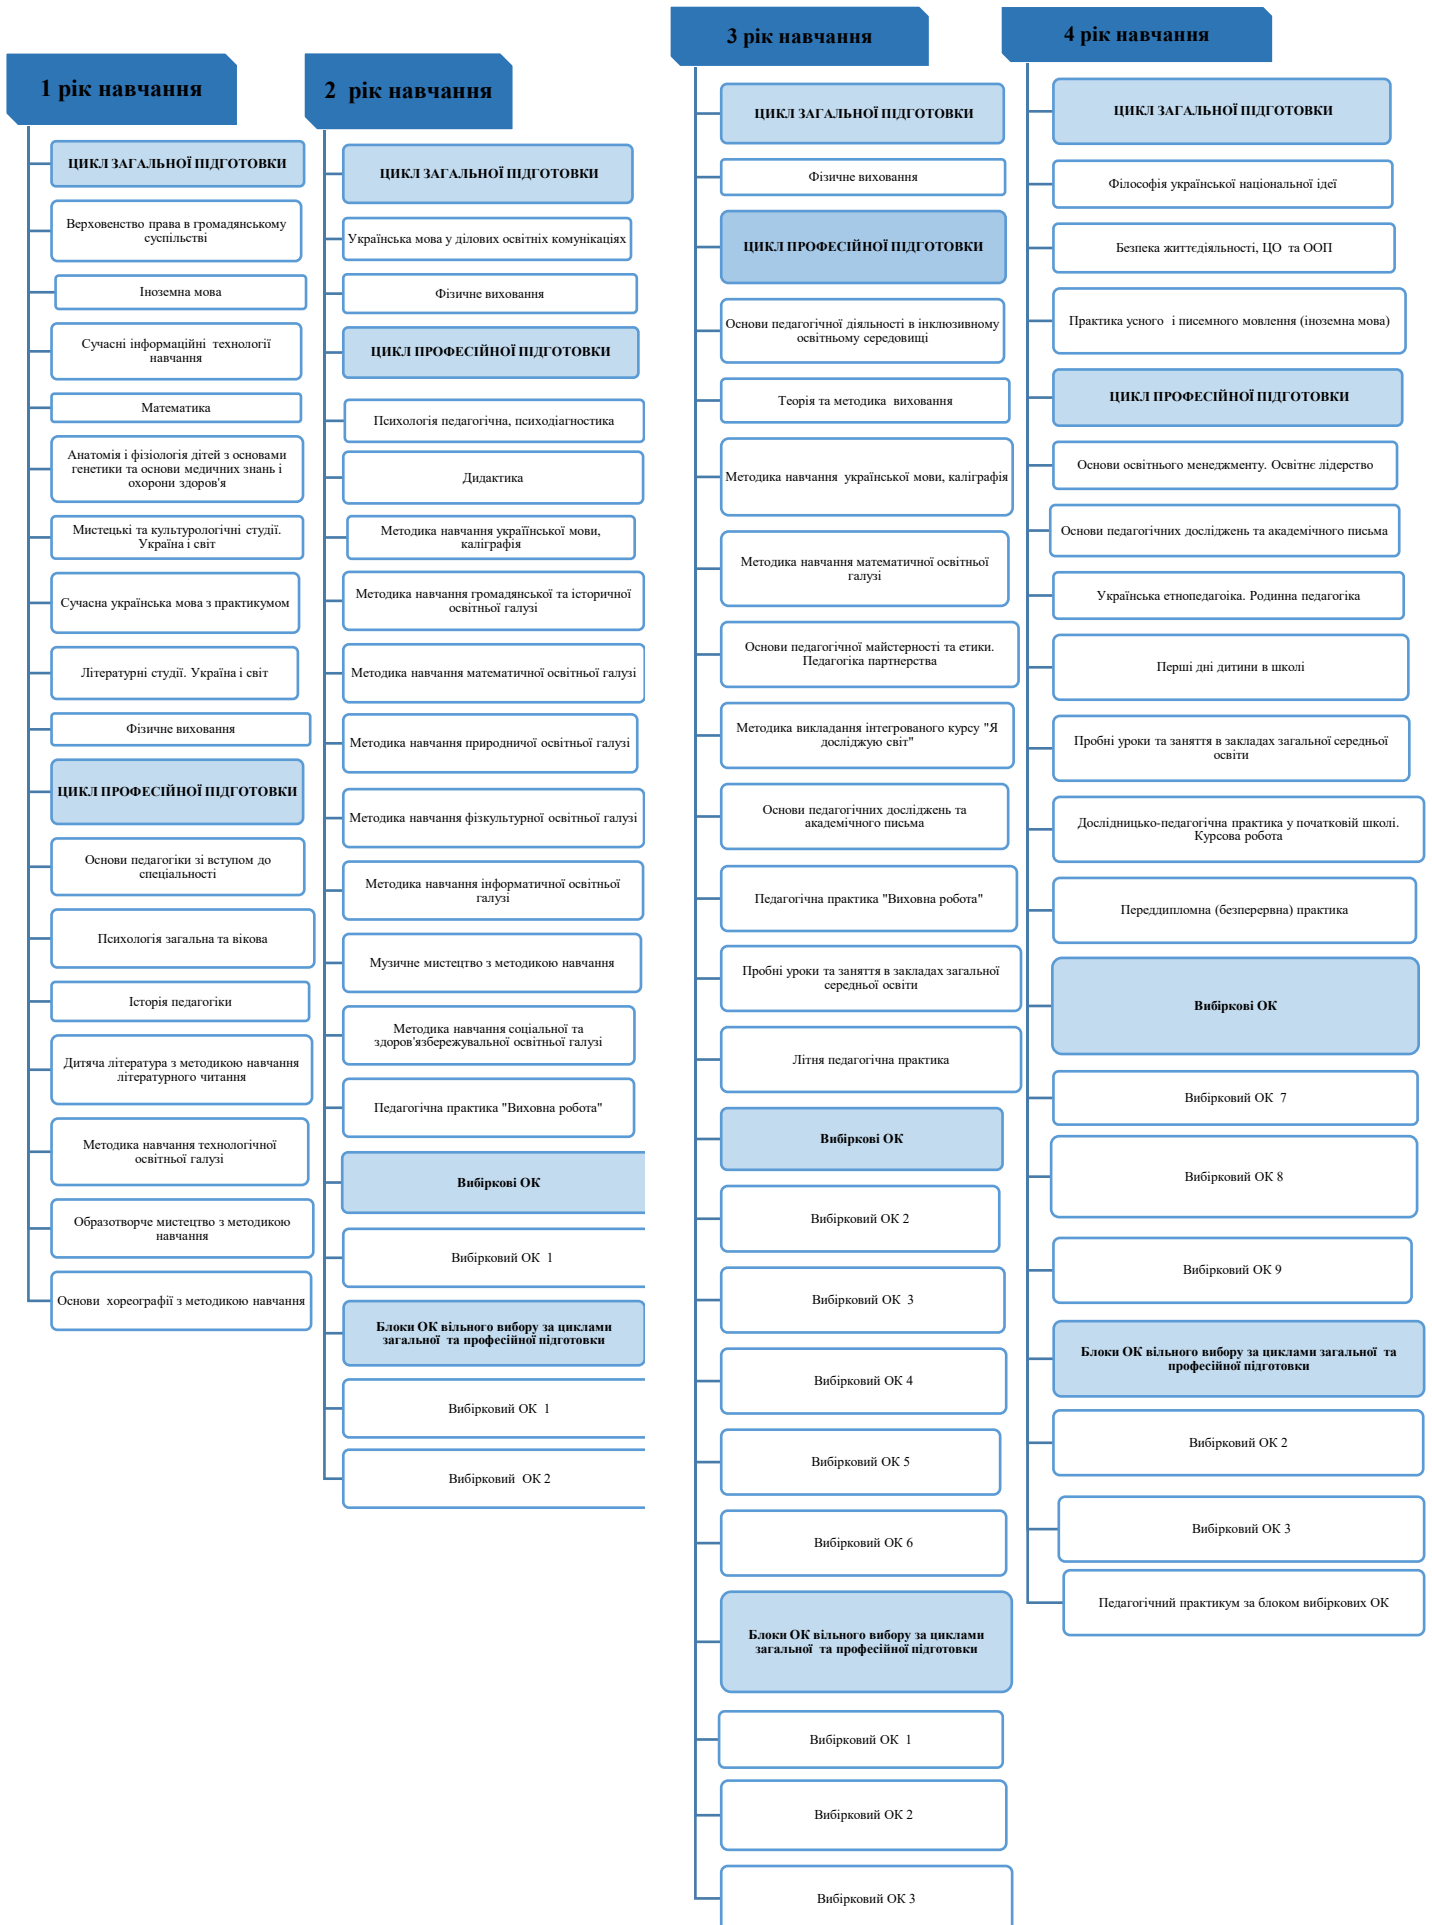 1 рік навчання
ЦИКЛ ЗАГАЛЬНОЇ ПІДГОТОВКИ
Верховенство права в громадянському
суспільстві
Іноземна мова
Сучасні інформаційні технології
навчання
Математика
Анатомія і фізіологія дітей з основами
генетики та основи медичних знань і
охорони здоров'я
Мистецькі та культурологічні студії.
Україна і світ
Сучасна українська мова з практикумом
Літературні студії. Україна і світ
Фізичне виховання
ЦИКЛ ПРОФЕСІЙНОЇ ПІДГОТОВКИ
Основи педагогіки зі вступом до
спеціальності
Психологія загальна та вікова
Історія педагогіки
Дитяча література з методикою навчання
літературного читання
Методика навчання технологічної
освітньої галузі
Образотворче мистецтво з методикою
навчання
Основи хореографії з методикою навчання
2 рік навчання
ЦИКЛ ЗАГАЛЬНОЇ ПІДГОТОВКИ
Українська мова у ділових освітніх комунікаціях
Фізичне виховання
ЦИКЛ ПРОФЕСІЙНОЇ ПІДГОТОВКИ
Психологія педагогічна, психодіагностика
Дидактика
Методика навчання україїнської мови,
каліграфія
Методика навчання громадянської та історичної
освітньої галузі
Методика навчання математичної освітньої галузі
Методика навчання природничої освітньої галузі
Методика навчання фізкультурної освітньої галузі
Методика навчання інформатичної освітньої
галузі
Музичне мистецтво з методикою навчання
Методика навчання соціальної та
здоров'язбережувальної освітньої галузі
Педагогічна практика "Виховна робота"
Вибіркові ОК
Вибірковий ОК 1
Блоки ОК вільного вибору за циклами
загальної та професійної підготовки
Вибірковий ОК 1
Вибірковий ОК 2
3 рік навчання
ЦИКЛ ЗАГАЛЬНОЇ ПІДГОТОВКИ
Фізичне виховання
ЦИКЛ ПРОФЕСІЙНОЇ ПІДГОТОВКИ
Основи педагогічної діяльності в інклюзивному
освітньому середовищі
Теорія та методика виховання
Методика навчання української мови, каліграфія
Методика навчання математичної освітньої
галузі
Основи педагогічної майстерності та етики.
Педагогіка партнерства
Методика викладання інтегрованого курсу "Я
досліджую світ"
Основи педагогічних досліджень та
академічного письма
Педагогічна практика "Виховна робота"
Пробні уроки та заняття в закладах загальної
середньої освіти
Літня педагогічна практика
Вибіркові ОК
Вибірковий ОК 2
Вибірковий ОК 3
Вибірковий ОК 4
Вибірковий ОК 5
Вибірковий ОК 6
Блоки ОК вільного вибору за циклами
загальної та професійної підготовки
Вибірковий ОК 1
Вибірковий ОК 2
Вибірковий ОК 3
4 рік навчання
ЦИКЛ ЗАГАЛЬНОЇ ПІДГОТОВКИ
Філософія української національної ідеї
Безпека життєдіяльності, ЦО та ООП
Практика усного і писемного мовлення (іноземна мова)
ЦИКЛ ПРОФЕСІЙНОЇ ПІДГОТОВКИ
Основи освітнього менеджменту. Освітнє лідерство
Основи педагогічних досліджень та академічного письма
Українська етнопедагоіка. Родинна педагогіка
Перші дні дитини в школі
Пробні уроки та заняття в закладах загальної середньої
освіти
Дослідницько-педагогічна практика у початковій школі.
Курсова робота
Переддипломна (безперервна) практика
Вибіркові ОК
Вибірковий ОК 7
Вибірковий ОК 8
Вибірковий ОК 9
Блоки ОК вільного вибору за циклами загальної та
професійної підготовки
Вибірковий ОК 2
Вибірковий ОК 3
Педагогічний практикум за блоком вибіркових ОК